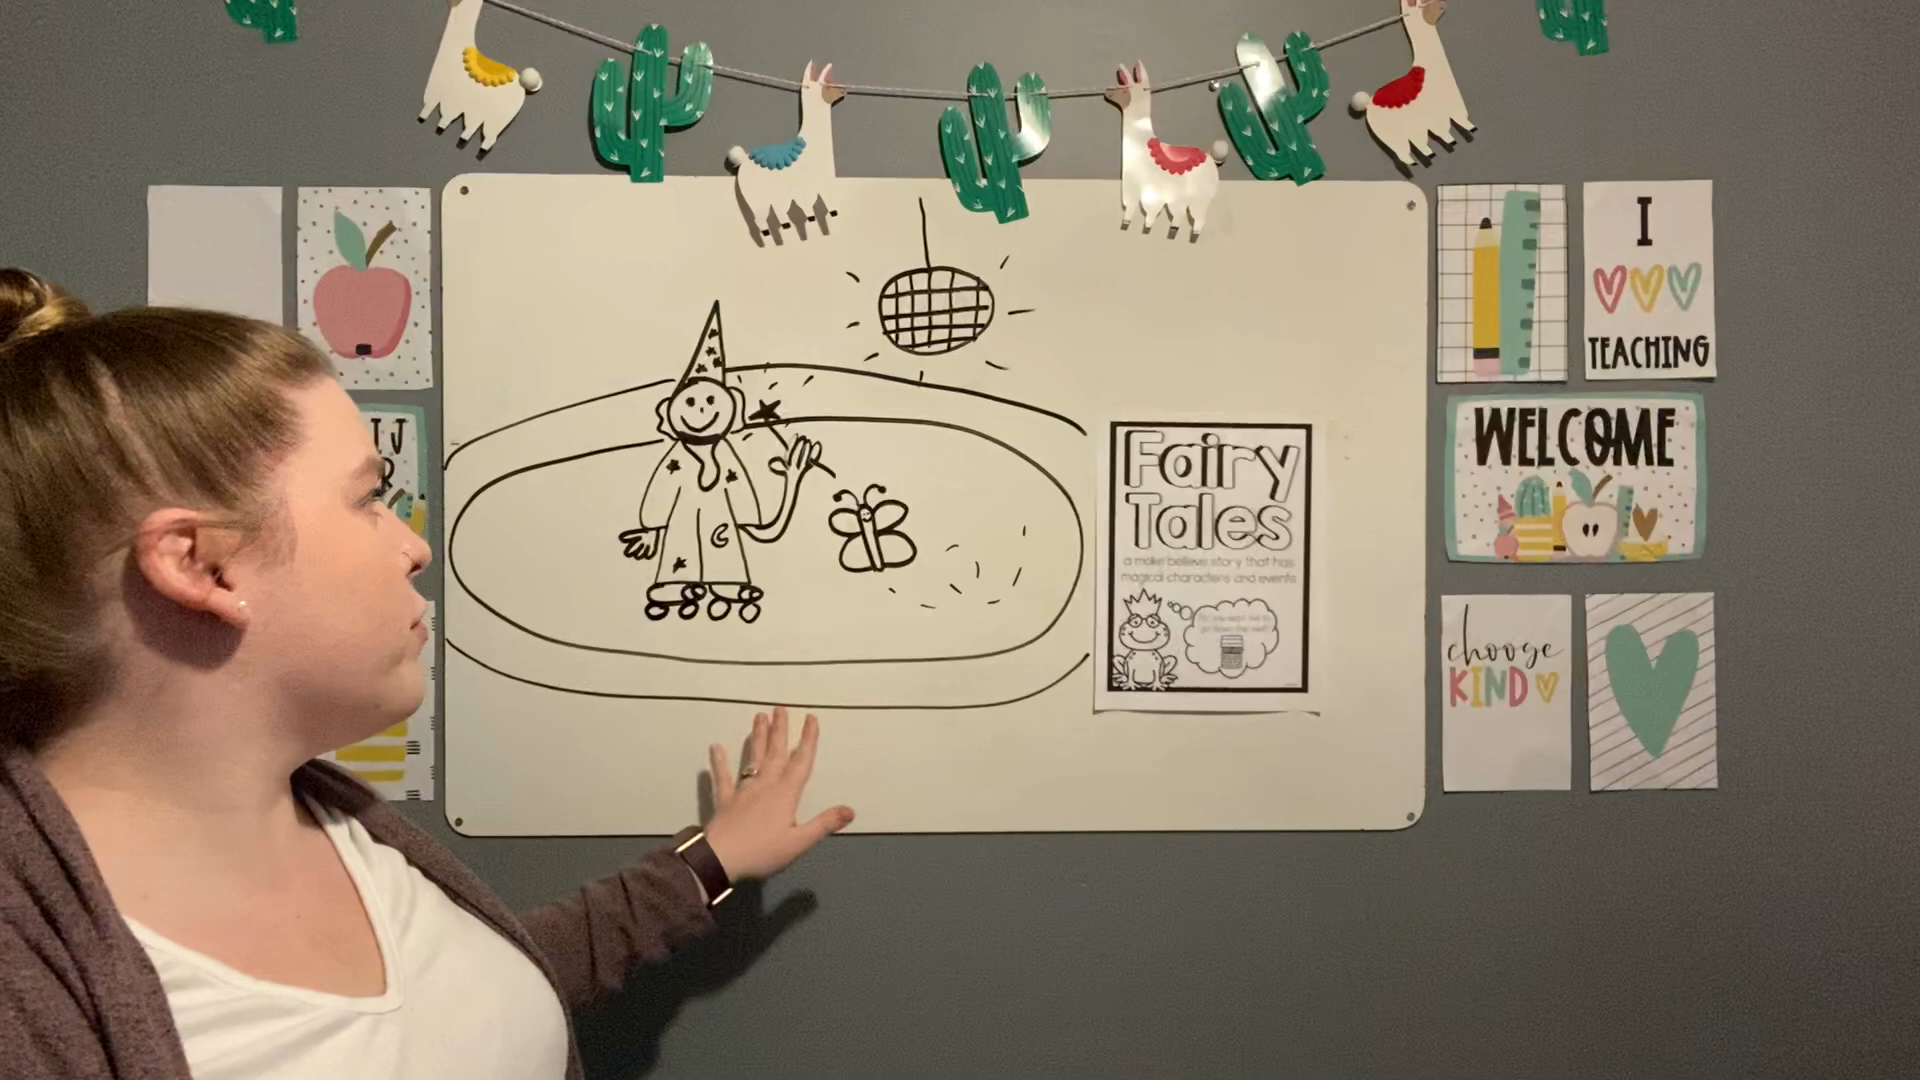 I J
R
Fairy
Tales
a make believe story that has
magical characters and events
I
TEACHING
WELCOME
choose
KIND